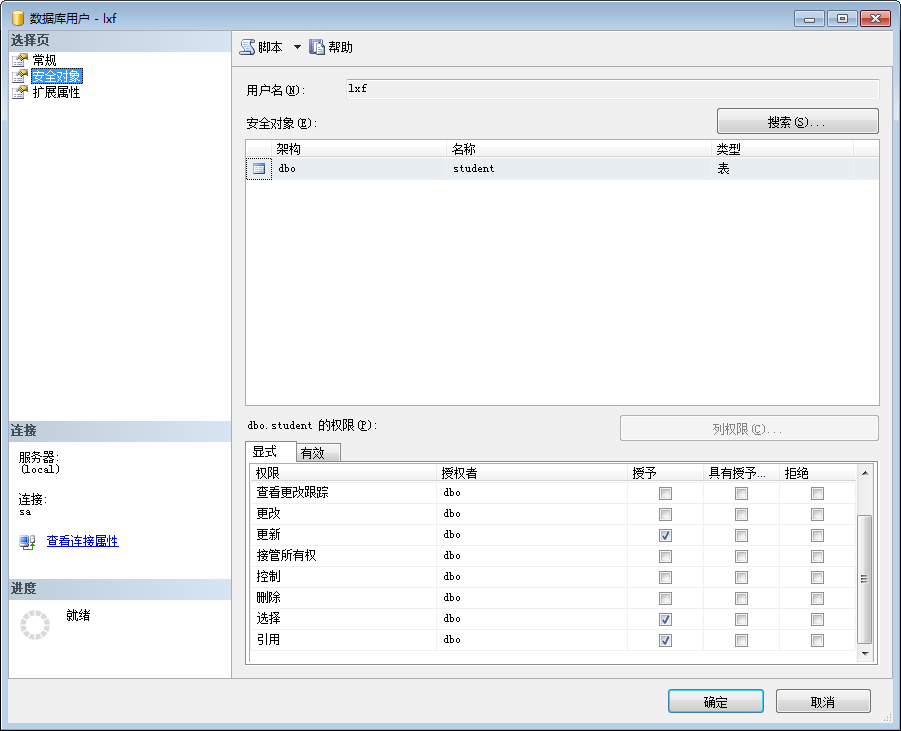 数据库用户 - lxf
选择页
常规
安全对象
扩展属性
脚本 帮助
用户名(N): lxf
安全对象(E): 搜索(S)...
架构 名称 类型
dbo student 表
dbo.student 的权限(P): 列权限(C)...
显式 有效
权限 授权者 授予 具有授予... 拒绝
查看更改跟踪 dbo
更改 dbo
更新 dbo
接管所有权 dbo
控制 dbo
删除 dbo
选择 dbo
引用 dbo
连接
服务器:
(local)
连接:
sa
查看连接属性
进度
就绪
确定 取消